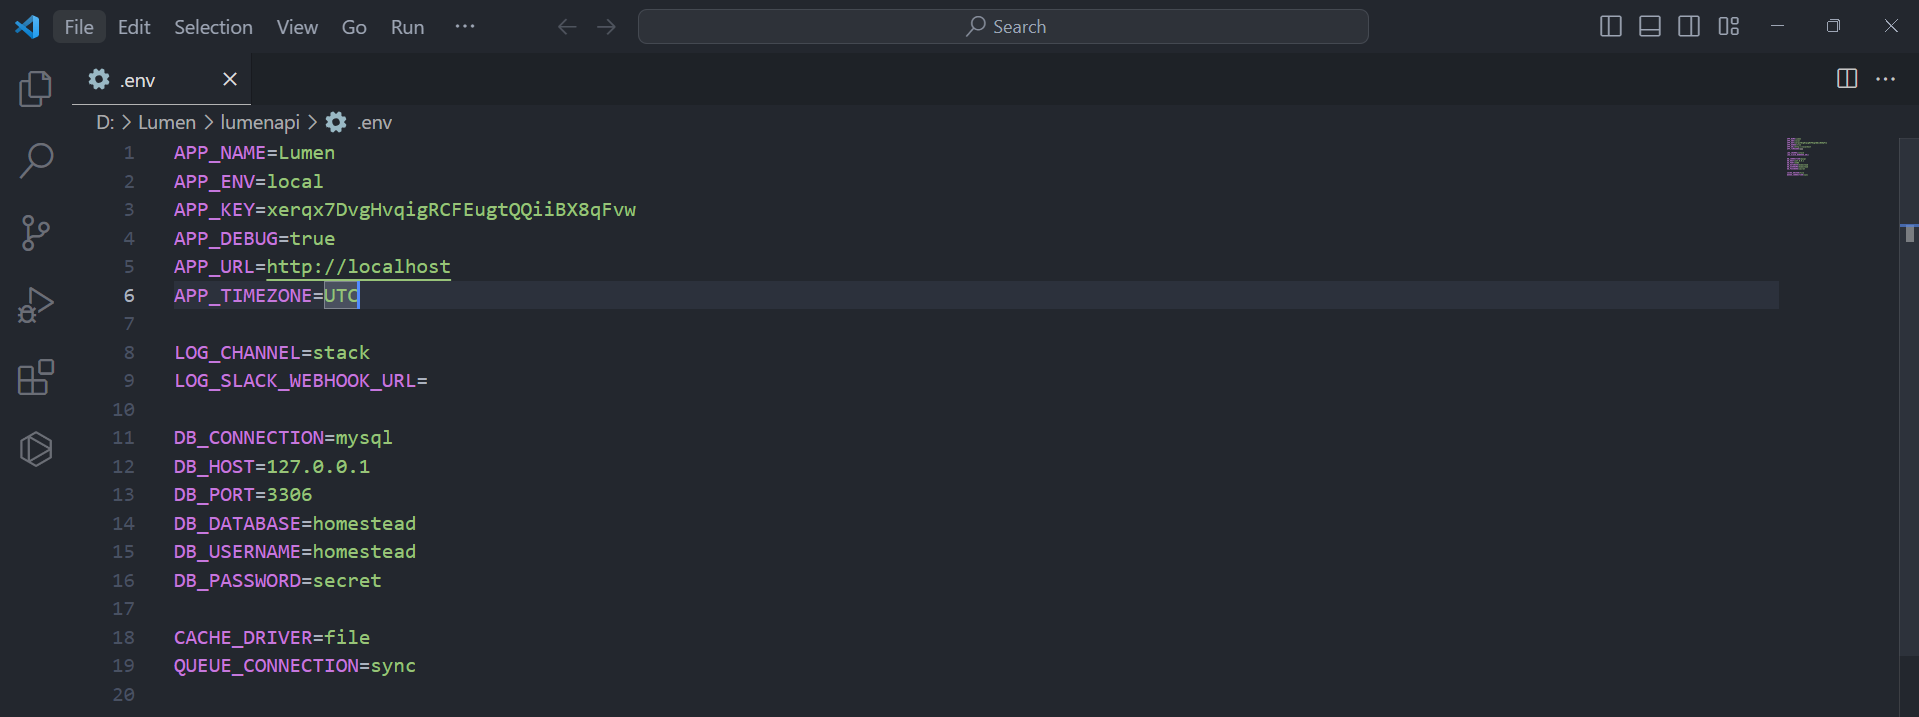 File Edit Selection View Go Run ··· Search
.env
D: > Lumen > lumenapi > .env
1 APP_NAME=Lumen
2 APP_ENV=local
3 APP_KEY=xerqx7DvgHvqigRCFEugtQQiiBX8qFvw
4 APP_DEBUG=true
5 APP_URL=http://localhost
6 APP_TIMEZONE=UTC
7
8 LOG_CHANNEL=stack
9 LOG_SLACK_WEBHOOK_URL=
10
11 DB_CONNECTION=mysql
12 DB_HOST=127.0.0.1
13 DB_PORT=3306
14 DB_DATABASE=homestead
15 DB_USERNAME=homestead
16 DB_PASSWORD=secret
17
18 CACHE_DRIVER=file
19 QUEUE_CONNECTION=sync
20